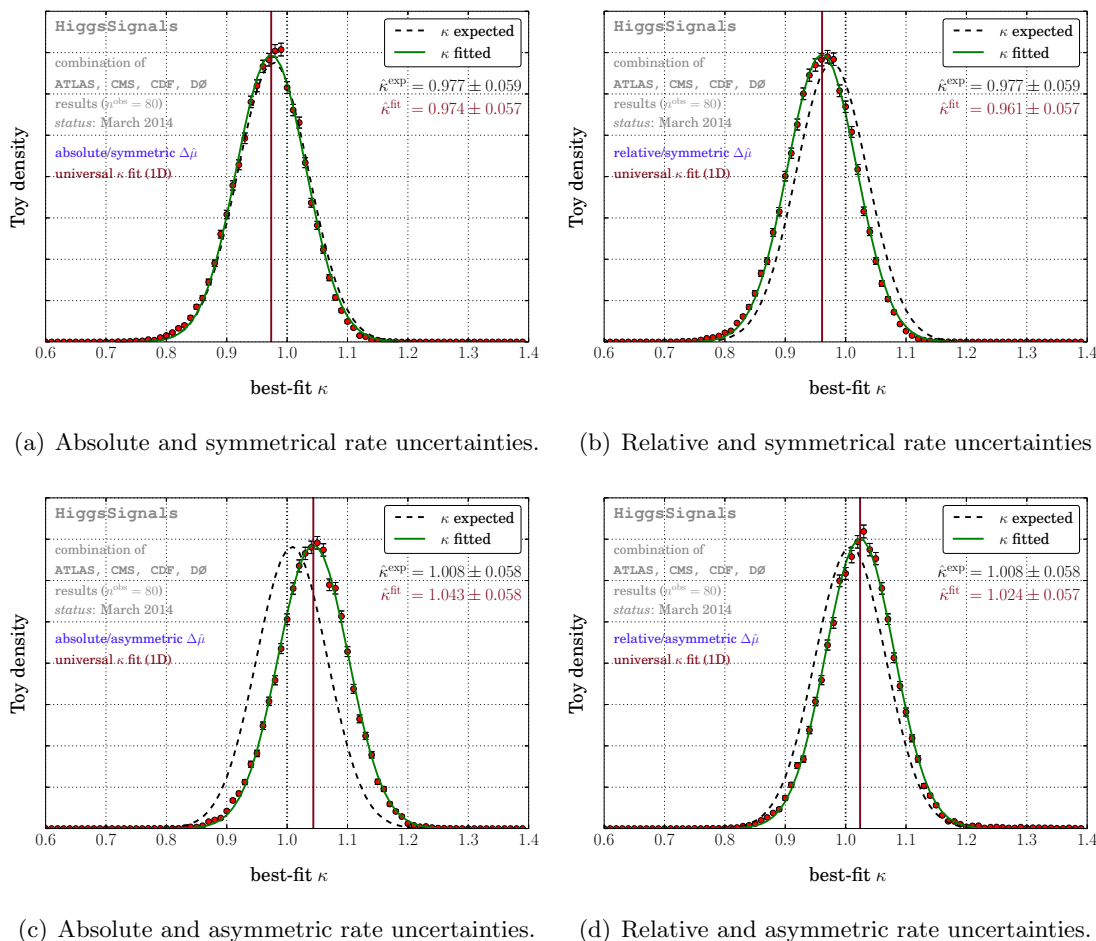 HiggsSignals
combination of
ATLAS, CMS, CDF, DØ
results (n^obs = 80)
status: March 2014
absolute/symmetric Δμ̂
universal κ fit (1D)
κ expected
κ fitted
κ̂^exp = 0.977 ± 0.059
κ̂^fit = 0.974 ± 0.057
Toy density
0.6 0.7 0.8 0.9 1.0 1.1 1.2 1.3 1.4
best-fit κ
(a) Absolute and symmetrical rate uncertainties.
HiggsSignals
combination of
ATLAS, CMS, CDF, DØ
results (n^obs = 80)
status: March 2014
relative/symmetric Δμ̂
universal κ fit (1D)
κ expected
κ fitted
κ̂^exp = 0.977 ± 0.059
κ̂^fit = 0.961 ± 0.057
Toy density
0.6 0.7 0.8 0.9 1.0 1.1 1.2 1.3 1.4
best-fit κ
(b) Relative and symmetrical rate uncertainties
HiggsSignals
combination of
ATLAS, CMS, CDF, DØ
results (n^obs = 80)
status: March 2014
absolute/asymmetric Δμ̂
universal κ fit (1D)
κ expected
κ fitted
κ̂^exp = 1.008 ± 0.058
κ̂^fit = 1.043 ± 0.058
Toy density
0.6 0.7 0.8 0.9 1.0 1.1 1.2 1.3 1.4
best-fit κ
(c) Absolute and asymmetric rate uncertainties.
HiggsSignals
combination of
ATLAS, CMS, CDF, DØ
results (n^obs = 80)
status: March 2014
relative/asymmetric Δμ̂
universal κ fit (1D)
κ expected
κ fitted
κ̂^exp = 1.008 ± 0.058
κ̂^fit = 1.024 ± 0.057
Toy density
0.6 0.7 0.8 0.9 1.0 1.1 1.2 1.3 1.4
best-fit κ
(d) Relative and asymmetric rate uncertainties.